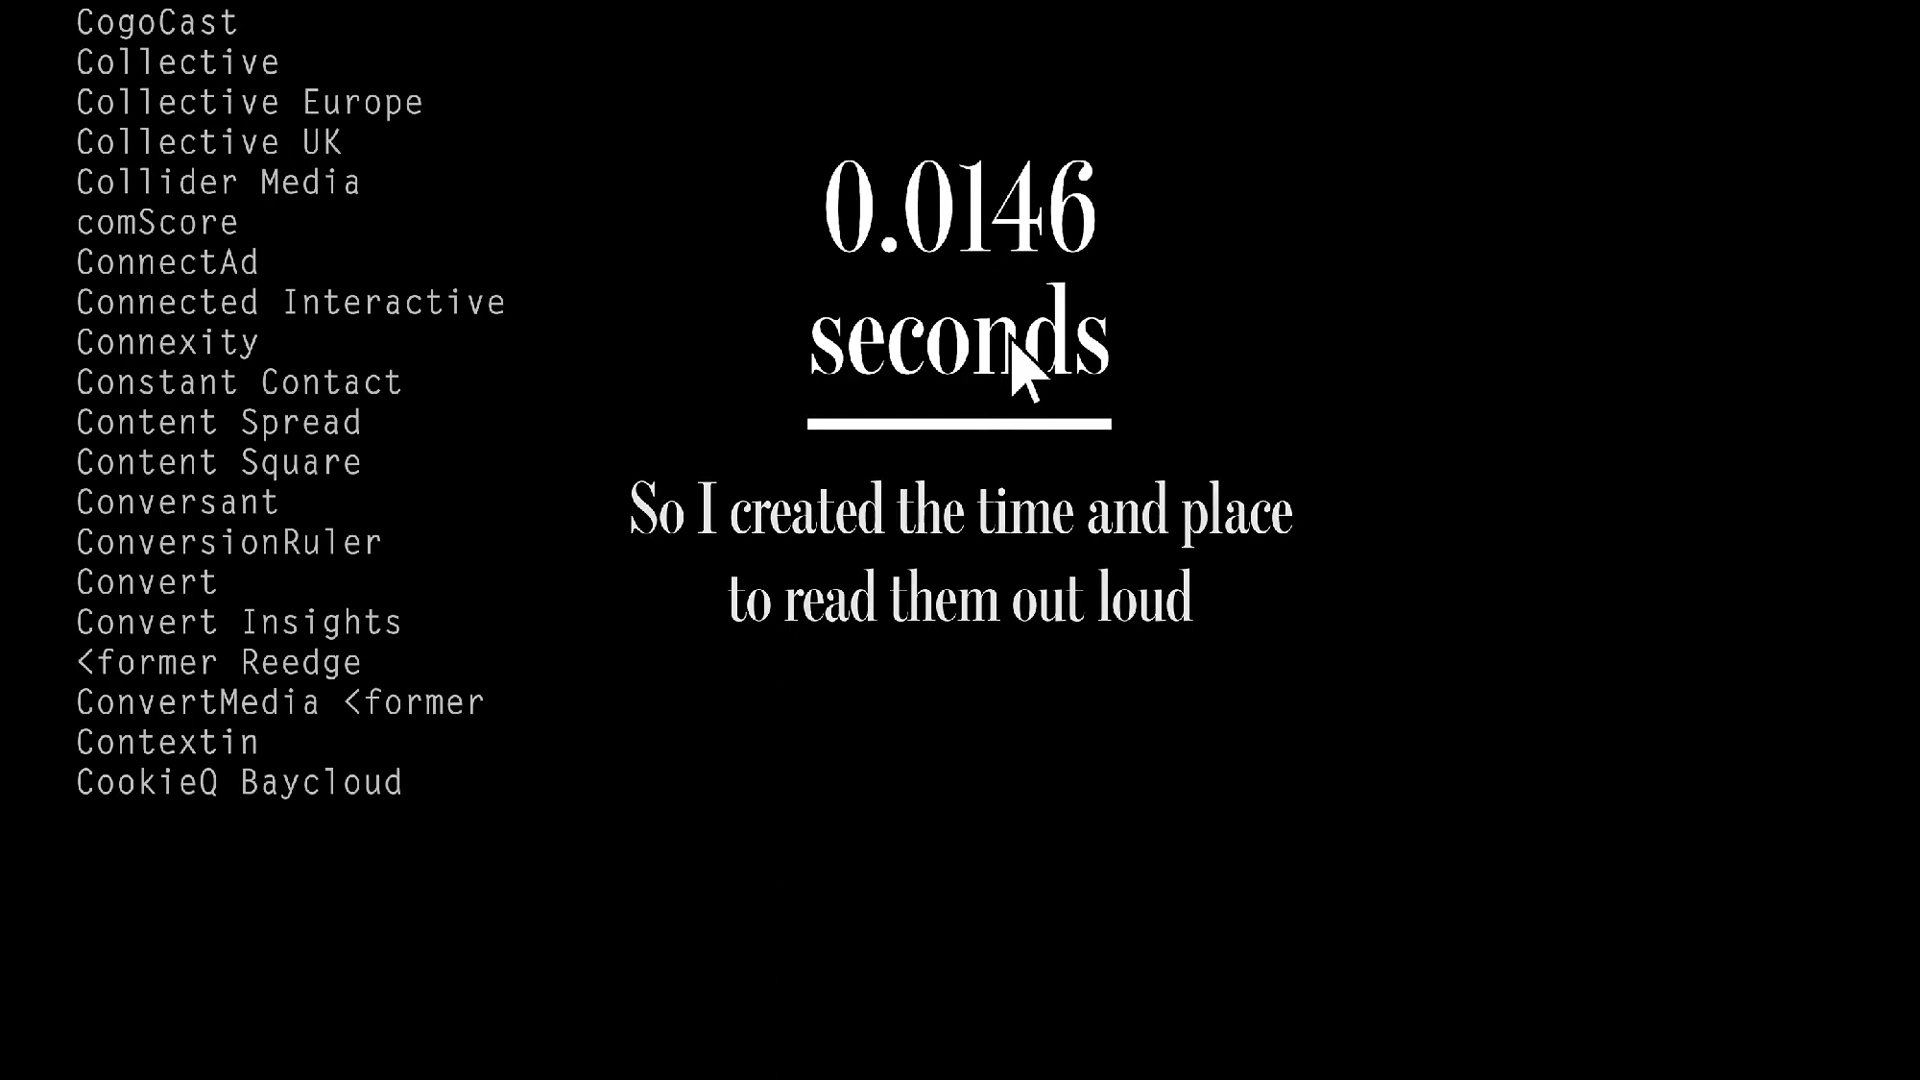 CogoCast
Collective
Collective Europe
Collective UK
Collider Media
comScore
ConnectAd
Connected Interactive
Connexity
Constant Contact
Content Spread
Content Square
Conversant
ConversionRuler
Convert
Convert Insights
<former Reedge
ConvertMedia <former
Contextin
CookieQ Baycloud
0.0146
seconds
So I created the time and place
to read them out loud